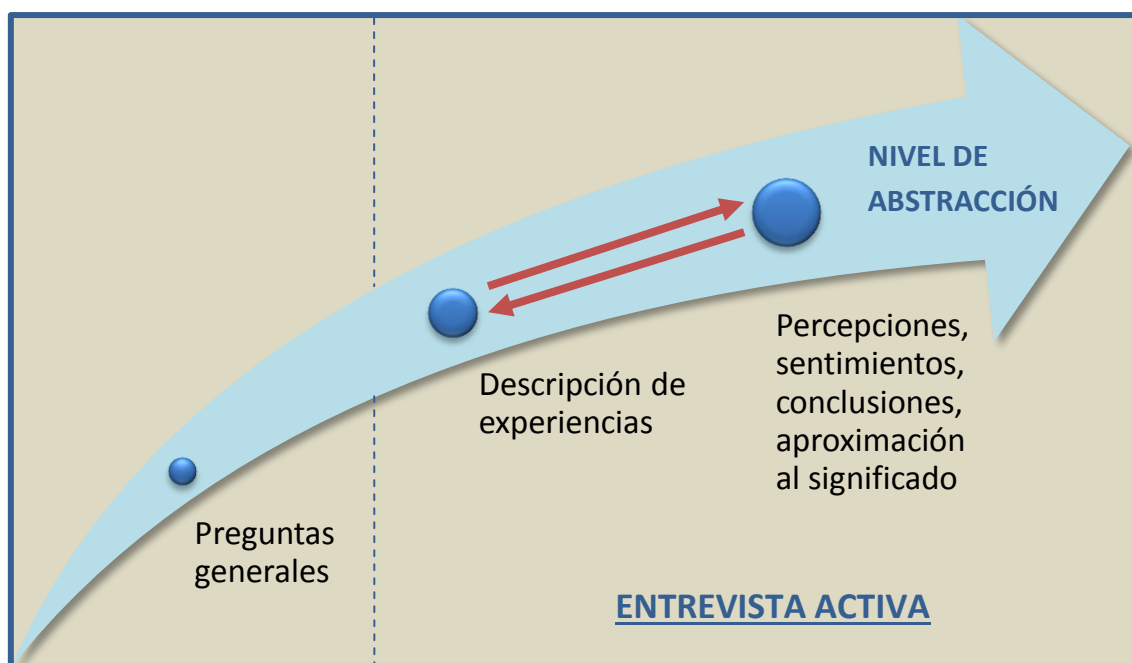 NIVEL DE
ABSTRACCIÓN
Percepciones,
sentimientos,
conclusiones,
aproximación
al significado
Descripción de
experiencias
Preguntas
generales
ENTREVISTA ACTIVA